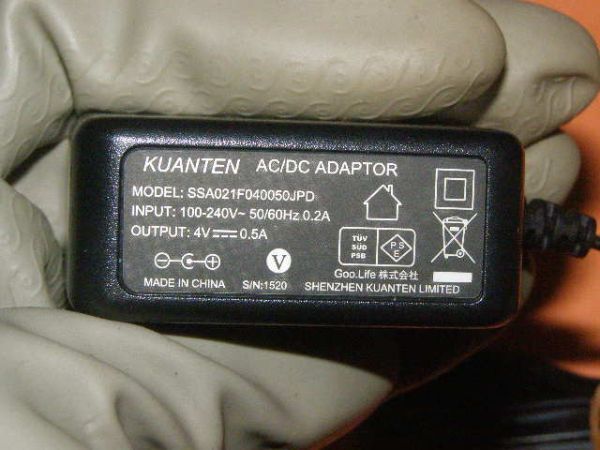 KUANTEN AC/DC ADAPTOR
MODEL: SSA021F040050JPD
INPUT: 100-240V~ 50/60Hz 0.2A
OUTPUT: 4V⎓0.5A
TÜV
SÜD
PSB
P S
E
V
Goo.Life 株式会社
MADE IN CHINA S/N:1520 SHENZHEN KUANTEN LIMITED